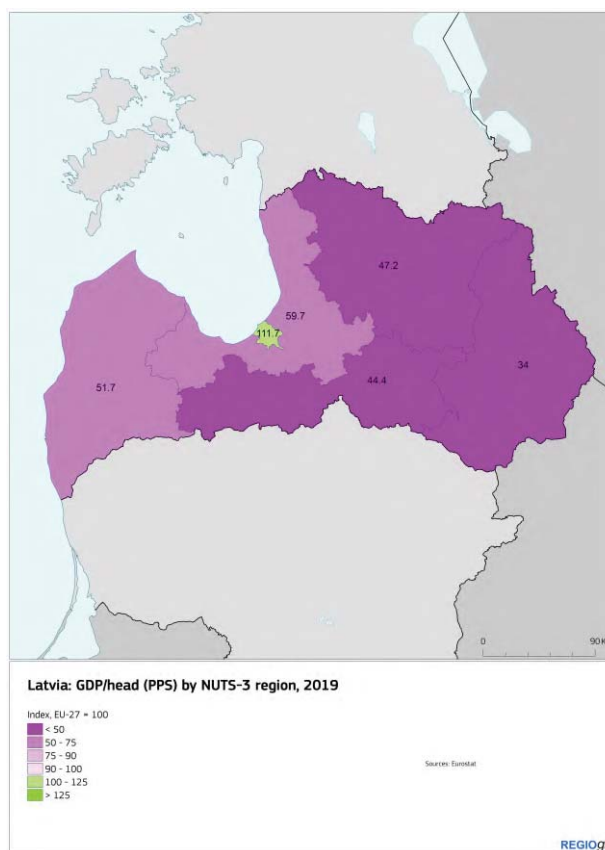 47.2
59.7
111.7
51.7
44.4
34
0 90
Latvia: GDP/head (PPS) by NUTS-3 region, 2019
Index, EU-27 = 100
< 50
50 - 75
75 - 90
90 - 100
100 - 125
> 125
Sources: Eurostat